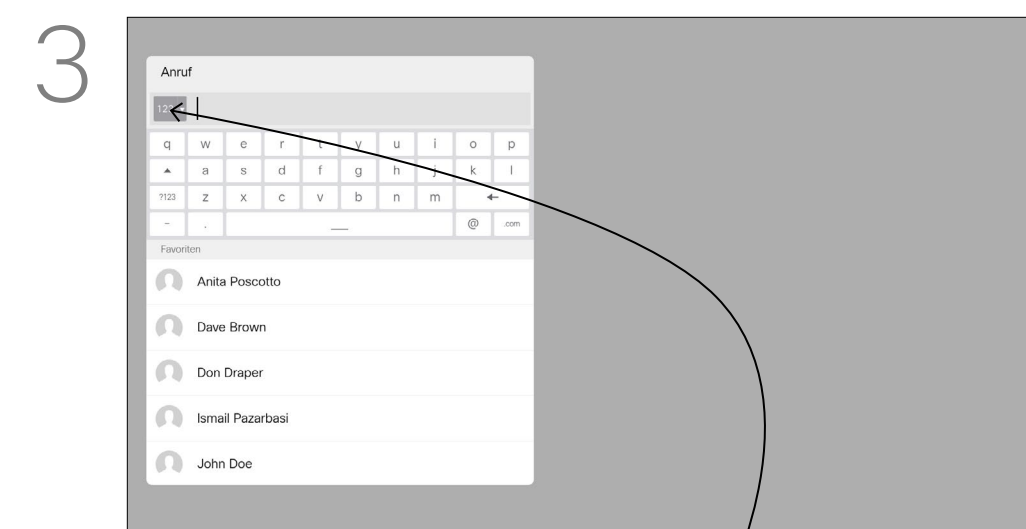 3
Anruf
123
q w e r t y u i o p
a s d f g h j k l
?123 z x c v b n m
- . @ .com
Favoriten
Anita Poscotto
Dave Brown
Don Draper
Ismail Pazarbasi
John Doe